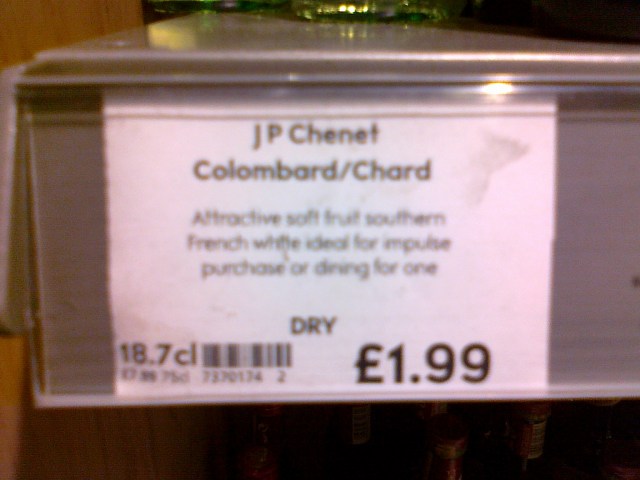 J P Chenet
Colombard/Chard
Attractive soft fruit southern
French white ideal for impulse
purchase or dining for one
DRY
18.7cl
£1.99
75cl 7370174 2